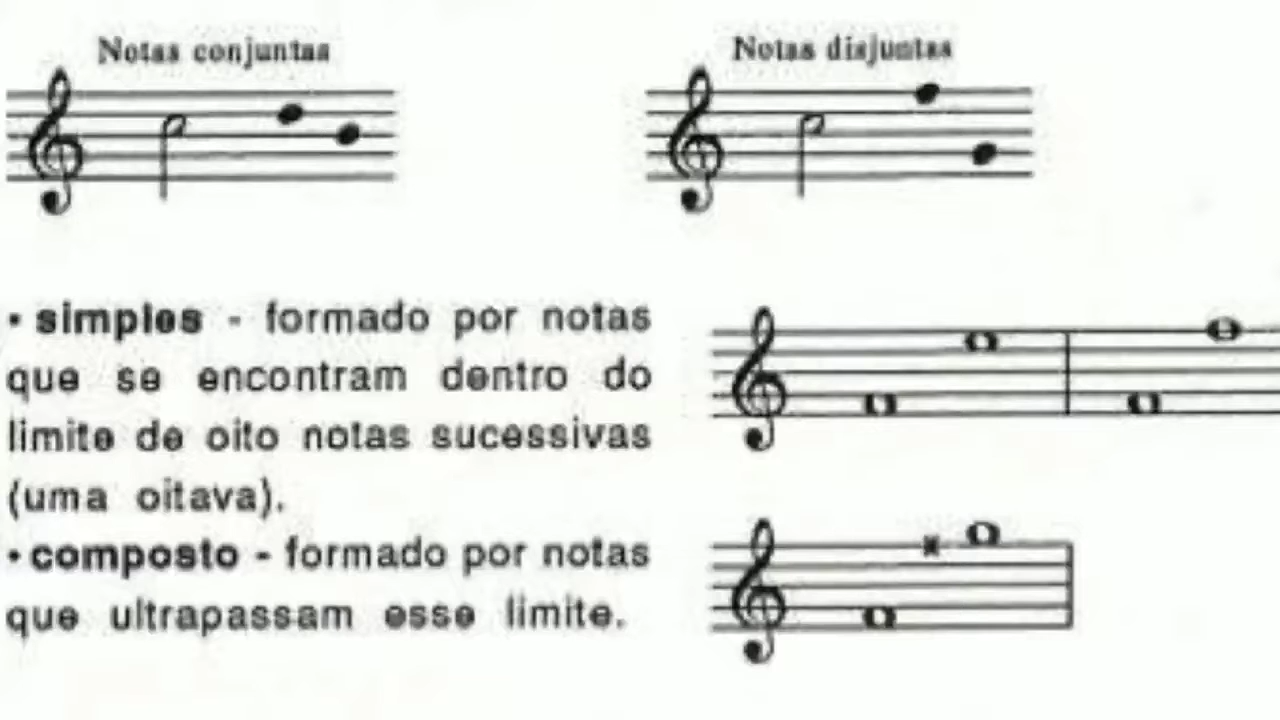 Notas conjuntas
Notas disjuntas
• simples - formado por notas
que se encontram dentro do
limite de oito notas sucessivas
(uma oitava).
• composto - formado por notas
que ultrapassam esse limite.